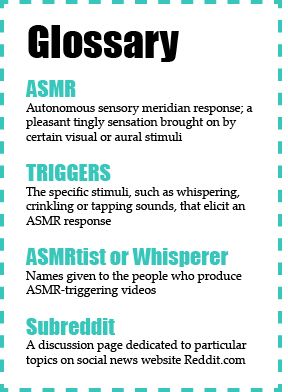 Glossary
ASMR
Autonomous sensory meridian response; a
pleasant tingly sensation brought on by
certain visual or aural stimuli
TRIGGERS
The specific stimuli, such as whispering,
crinkling or tapping sounds, that elicit an
ASMR response
ASMRtist or Whisperer
Names given to the people who produce
ASMR-triggering videos
Subreddit
A discussion page dedicated to particular
topics on social news website Reddit.com